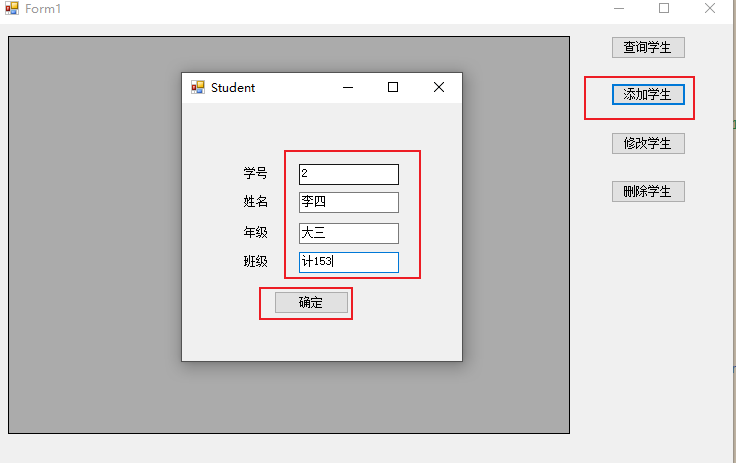 Form1
查询学生
Student
添加学生
修改学生
学号 2
删除学生
姓名 李四
年级 大三
班级 计153
确定